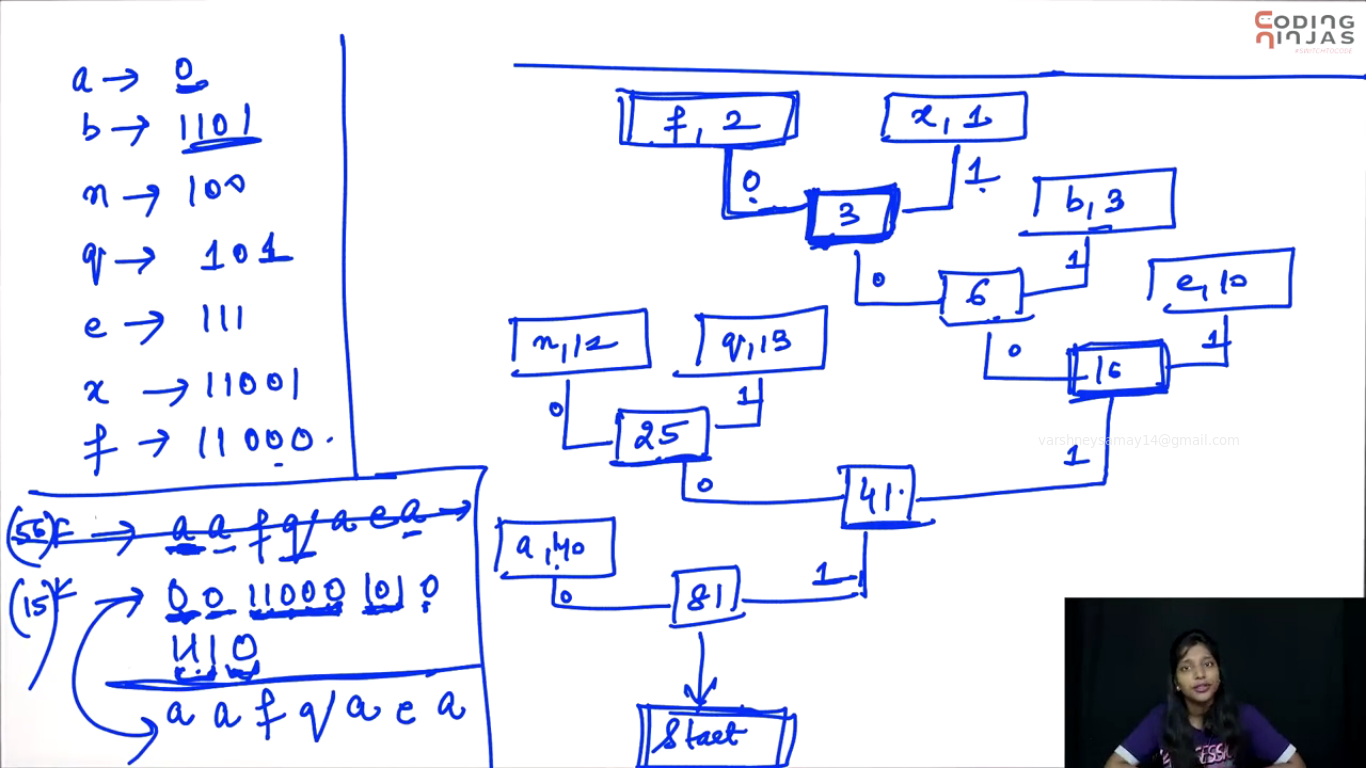 CODING
NINJAS
#SWITCHTOCODE
a → 0
b → 1101
n → 100
q → 101
e → 111
x → 11001
f → 11000
f, 2
x, 1
0
1
3
b, 3
0
1
6
e, 10
n, 12
q, 13
0
1
16
0
1
25
1
0
41
a, 40
0
81
1
Start
varshneysamay14@gmail.com
(56) → a a f q a e a →
(15) → 0 0 11000 101 0
111 0
a a f q a e a